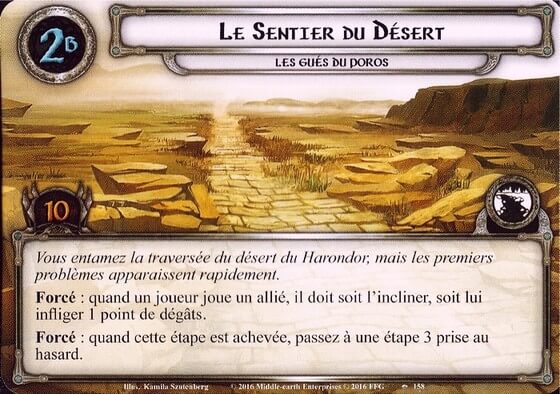 2B
Le Sentier du Désert
Les Gués du Poros
10
Vous entamez la traversée du désert du Harondor, mais les premiers
problèmes apparaissent rapidement.
Forcé : quand un joueur joue un allié, il doit soit l'incliner, soit lui
infliger 1 point de dégâts.
Forcé : quand cette étape est achevée, passez à une étape 3 prise au
hasard.
Illus. Kamila Szutenberg © 2016 Middle-earth Enterprises © 2016 FFG 158